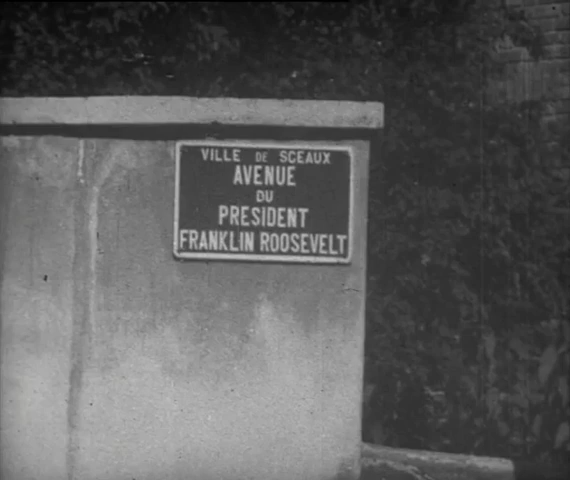 VILLE DE SCEAUX
AVENUE
DU
PRESIDENT
FRANKLIN ROOSEVELT